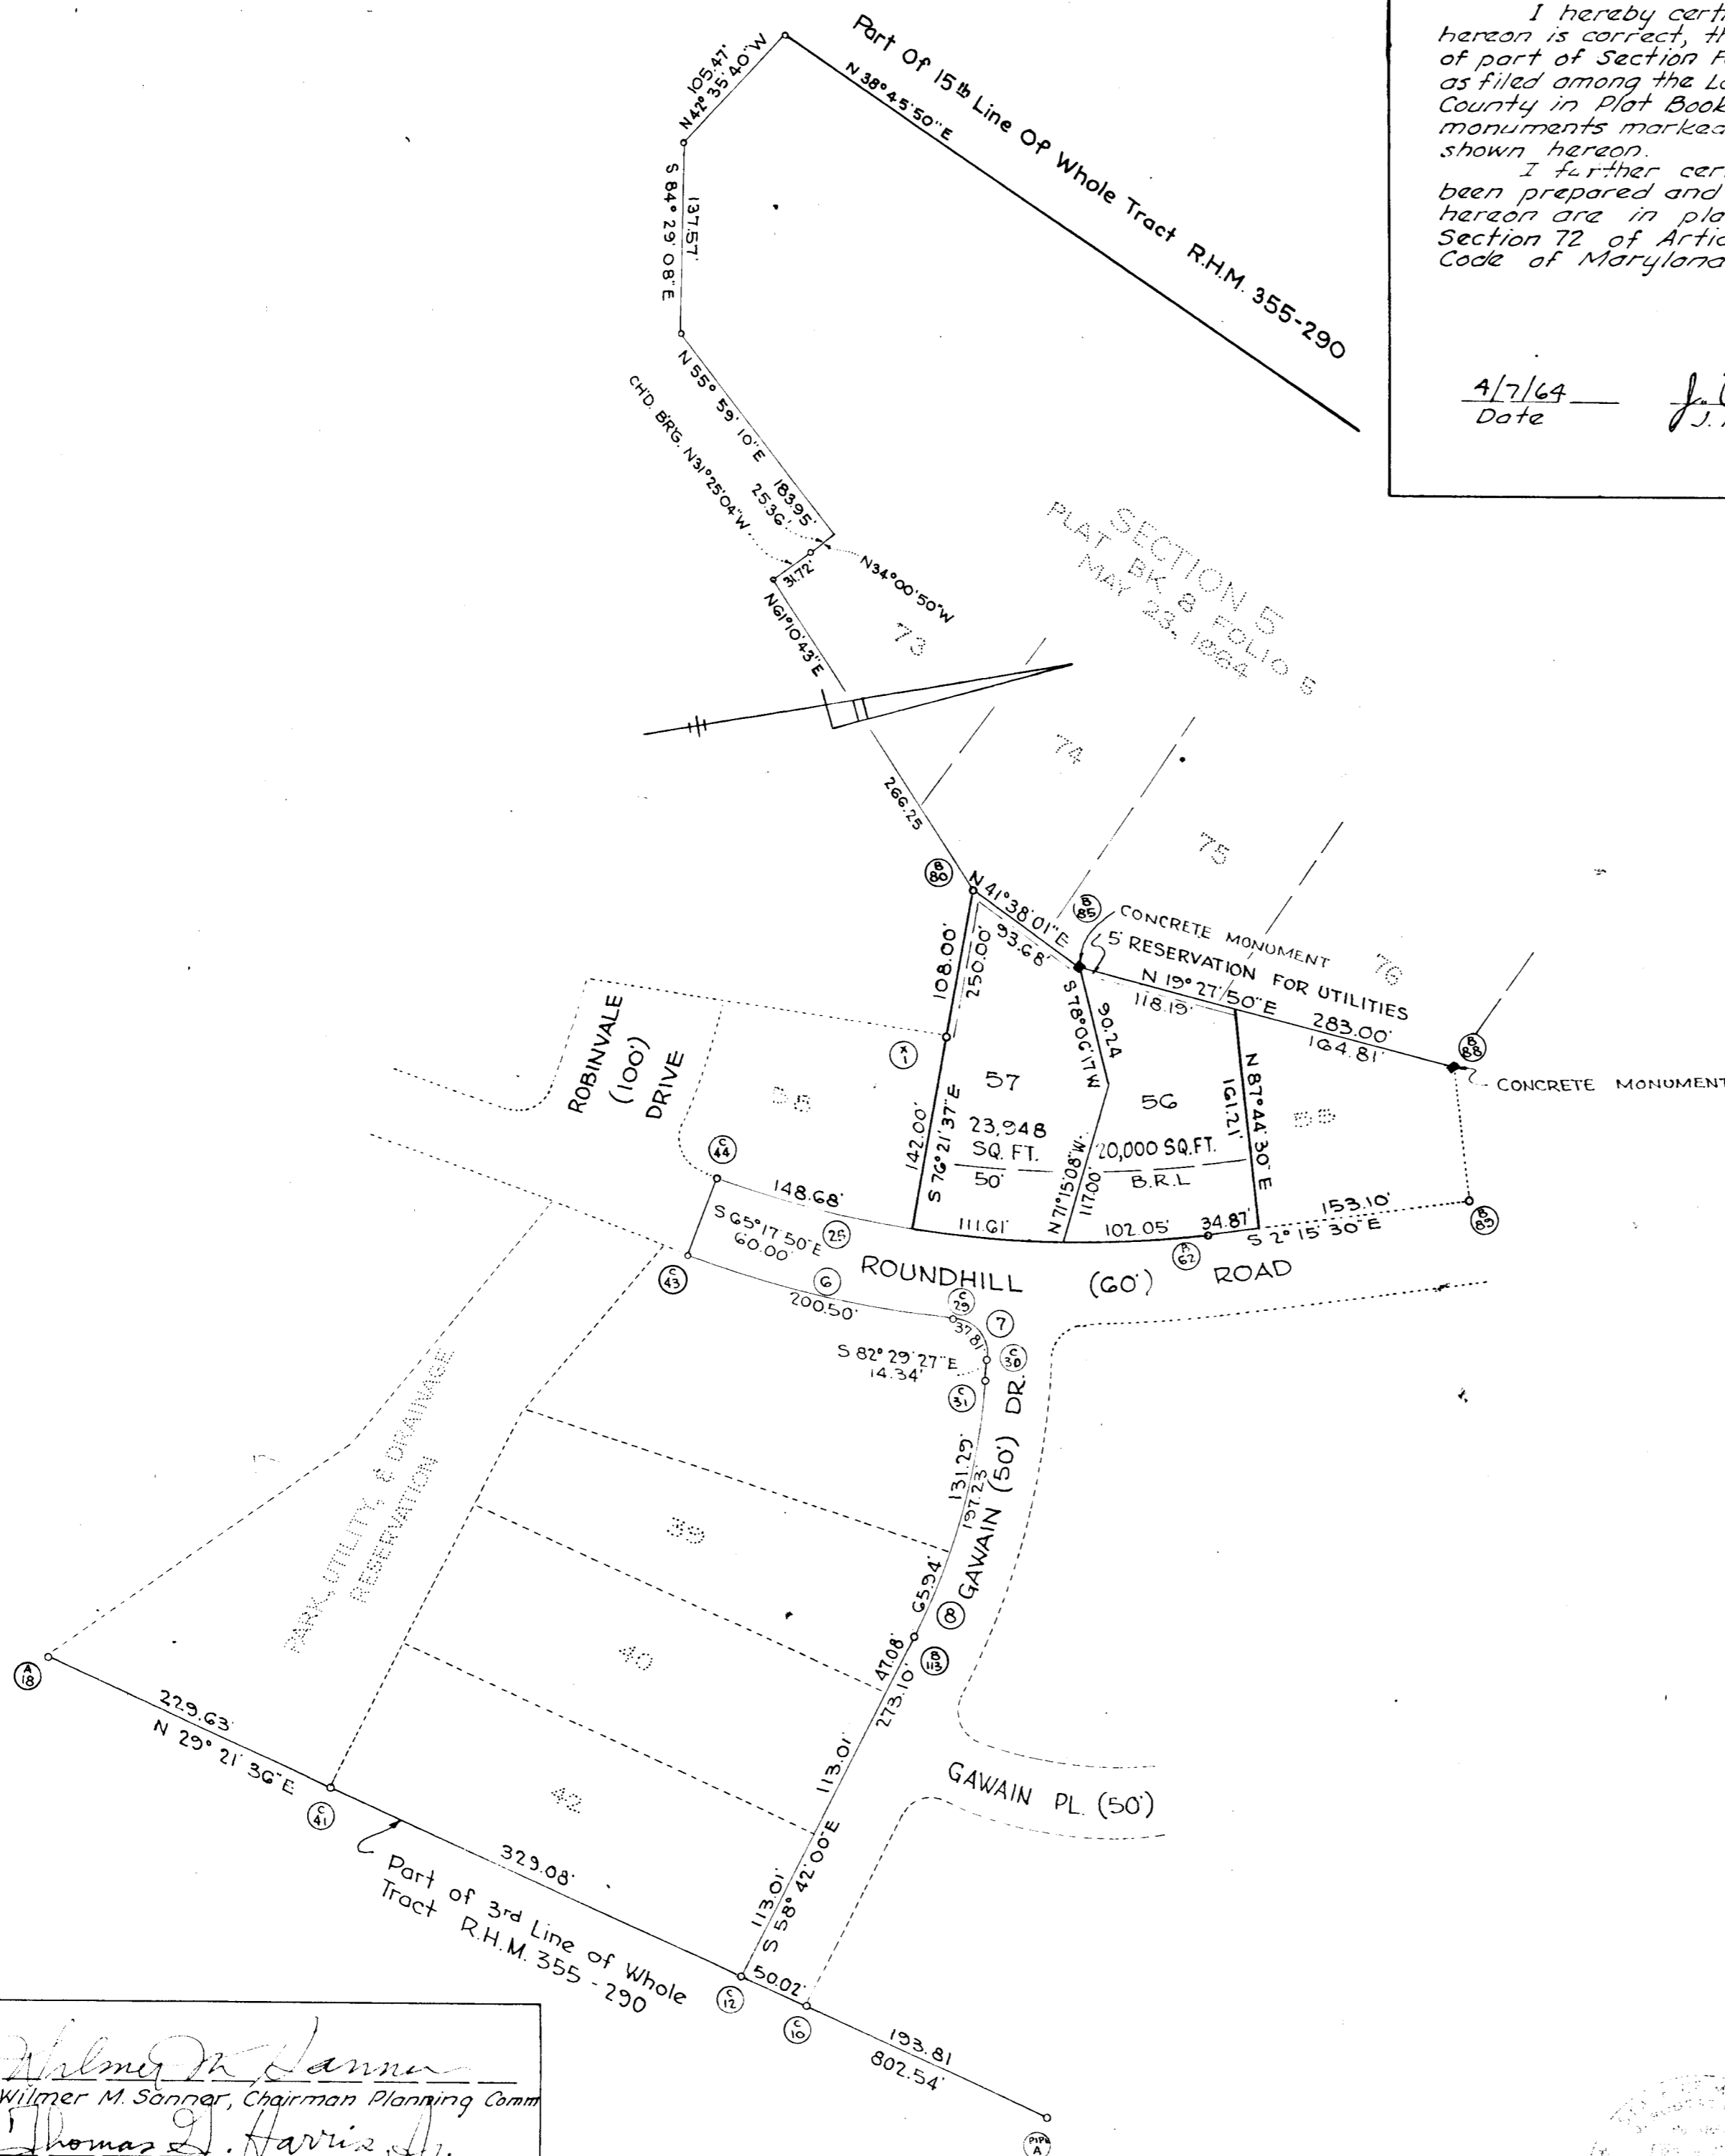 I hereby
hereon is correct,
of part of Section
as filed among the
County in Plat Book
monuments marked
shown hereon.
I further
been prepared and
hereon are in
Section 72 of
Code of Maryland
4/7/64
Date
J.
Part Of 15th Line Of Whole Tract R.H.M. 355-290
N 38° 45' 50" E
105.47'
N42° 35' 40" W
137.57'
S 84° 29' 08" E
N 55° 59' 10" E
183.95'
CH'D. B'R'G. N31°25'04"W
25.36'
N34°00'50"W
31.72'
N61°10'43"E
73
SECTION 5
PLAT BK 8 FOLIO 5
MAY 23, 1964
74
266.25
75
B 80
N 41° 38' 01" E
93.68'
B 85
CONCRETE MONUMENT
5' RESERVATION FOR UTILITIES
76
N 19° 27' 50" E
283.00'
118.19'
164.81'
B 88
CONCRETE MONUMENT
108.00'
250.00'
S 78°06'17"W
90.24
ROBINVALE
(100')
DRIVE
X 1
57
23,948
SQ. FT.
50'
56
20,000 SQ.FT.
B.R.L
161.21'
N 87° 44' 30" E
142.00'
S 76° 21' 37" E
N 71°15'08"W
117.00'
C 44
148.68'
111.61'
102.05'
34.87'
153.10'
S 2° 15' 30" E
B 89
S 65° 17' 50" E
60.00'
25
62
C 43
6
200.50'
ROUNDHILL (60') ROAD
C 29
37.81'
7
S 82° 29' 27" E
14.34'
C 30
C 31
131.29'
197.23
GAWAIN (50') DR.
PARK, UTILITY, & DRAINAGE
RESERVATION
39
65.94'
8
40
47.08'
B 113
273.10'
A 18
229.63'
N 29° 21' 36" E
113.01'
GAWAIN PL. (50')
C 41
42
329.08'
Part of 3rd Line of Whole
Tract R.H.M. 355 - 290
113.01'
S 58° 42' 00" E
50.02'
C 12
C 10
193.81
802.54'
PIPE A
Wilmer M. Sanner
Wilmer M. Sanner, Chairman Planning Comm
Thomas G. Harris, Jr.